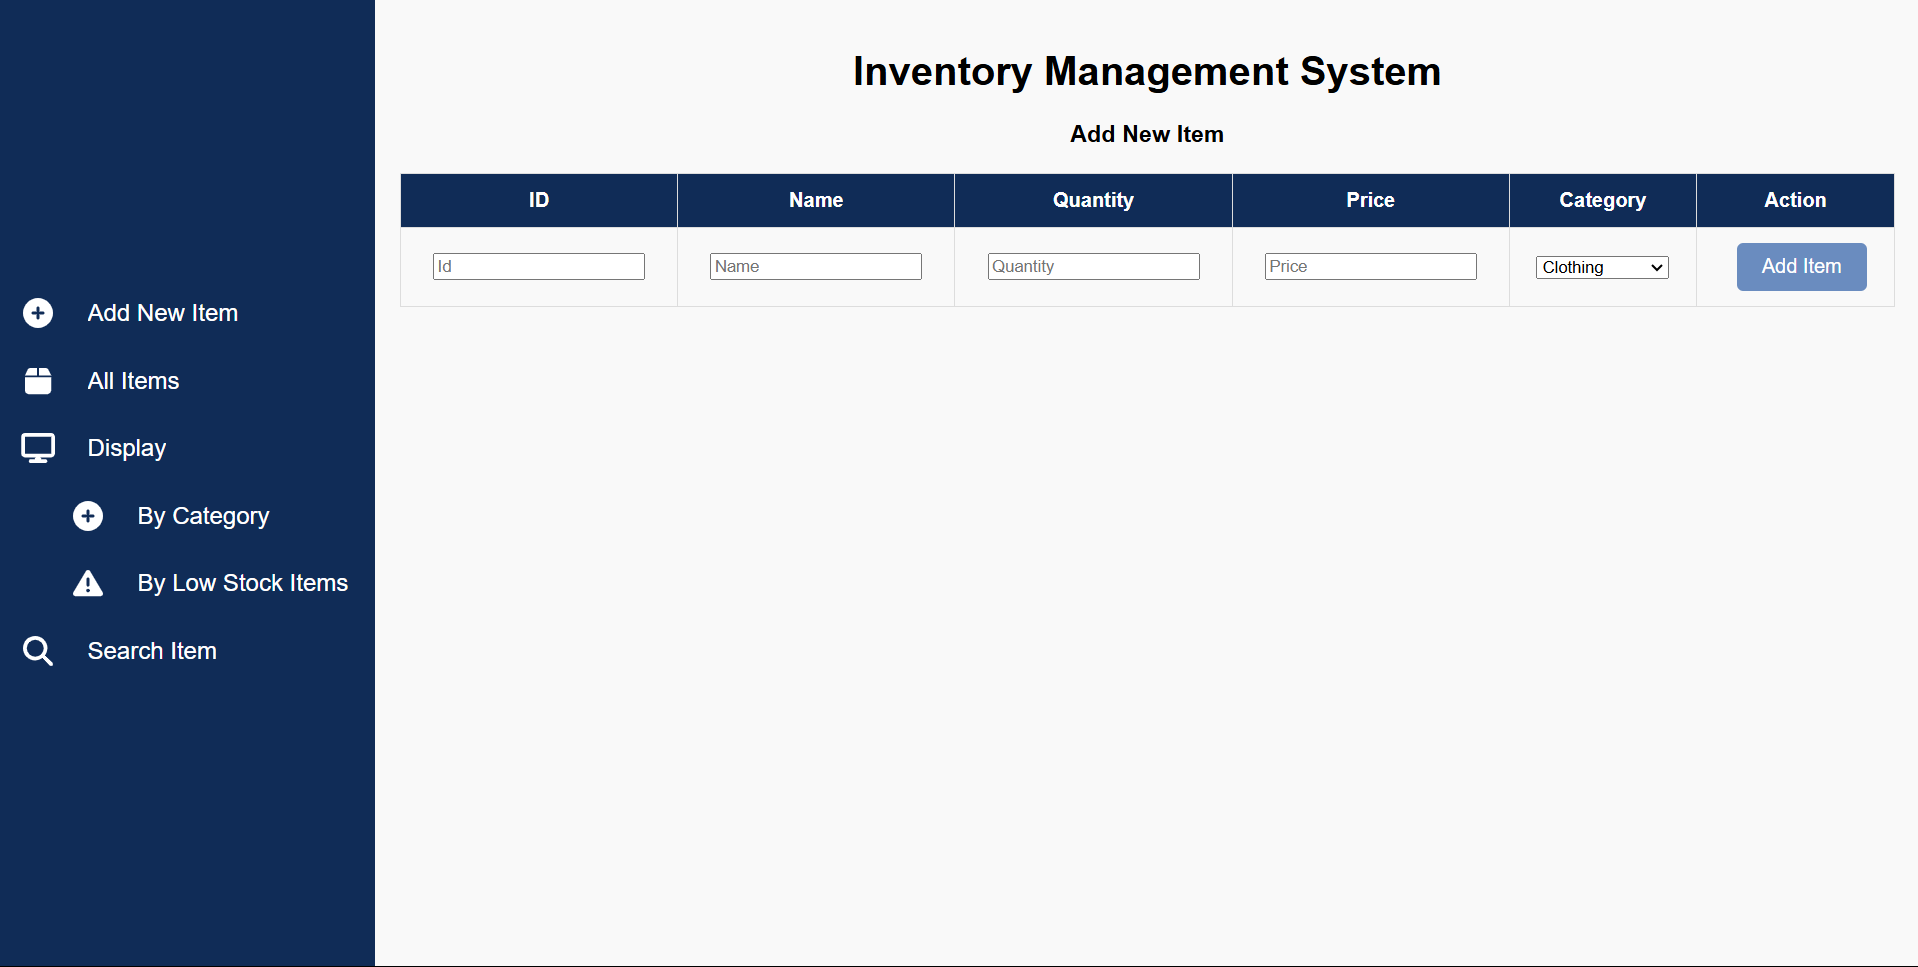 Add New Item
All Items
Display
By Category
By Low Stock Items
Search Item
Inventory Management System
Add New Item
ID Name Quantity Price Category Action
Id Name Quantity Price Clothing Add Item